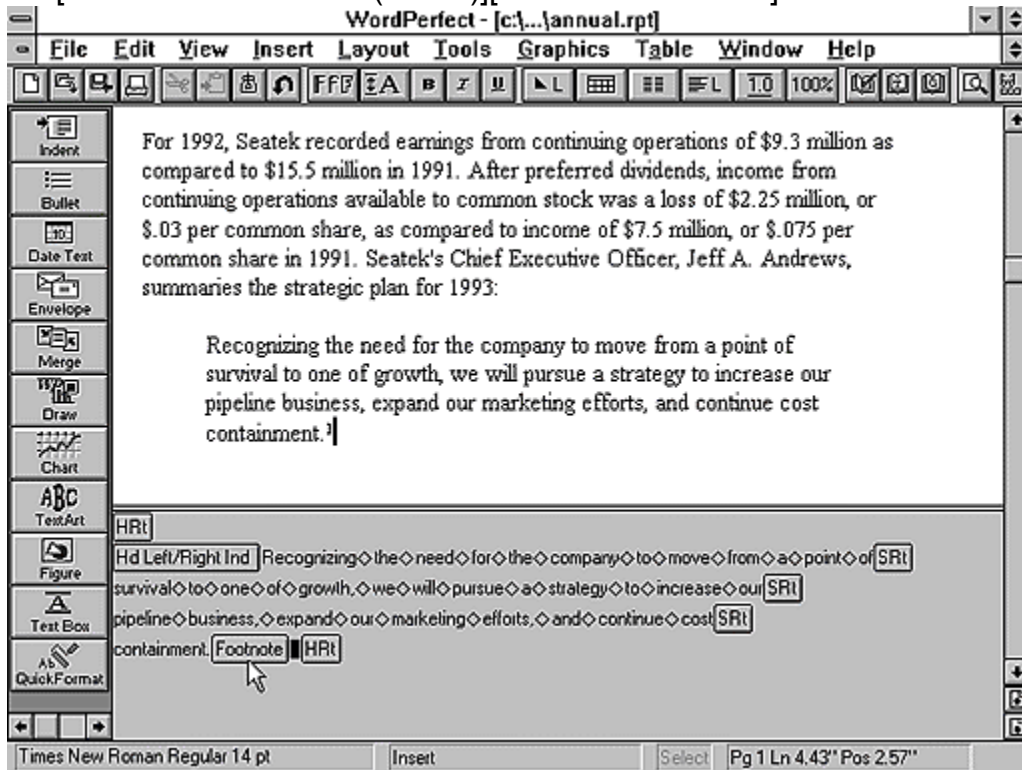 WordPerfect - [c:\...\annual.rpt]
File Edit View Insert Layout Tools Graphics Table Window Help
FfF A B I U L L 1.0 100%
Indent
Bullet
10
Date Text
Envelope
Merge
Draw
Chart
ABC
TextArt
Figure
A
Text Box
Ab
QuickFormat
For 1992, Seatek recorded earnings from continuing operations of $9.3 million as
compared to $15.5 million in 1991. After preferred dividends, income from
continuing operations available to common stock was a loss of $2.25 million, or
$.03 per common share, as compared to income of $7.5 million, or $.075 per
common share in 1991. Seatek's Chief Executive Officer, Jeff A. Andrews,
summaries the strategic plan for 1993:
Recognizing the need for the company to move from a point of
survival to one of growth, we will pursue a strategy to increase our
pipeline business, expand our marketing efforts, and continue cost
containment.
HRt
Hd Left/Right Ind Recognizing◇the◇need◇for◇the◇company◇to◇move◇from◇a◇point◇of SRt
survival◇to◇one◇of◇growth,◇we◇will◇pursue◇a◇strategy◇to◇increase◇our SRt
pipeline◇business,◇expand◇our◇marketing◇efforts,◇and◇continue◇cost SRt
containment. Footnote HRt
Times New Roman Regular 14 pt Insert Select Pg 1 Ln 4.43" Pos 2.57"